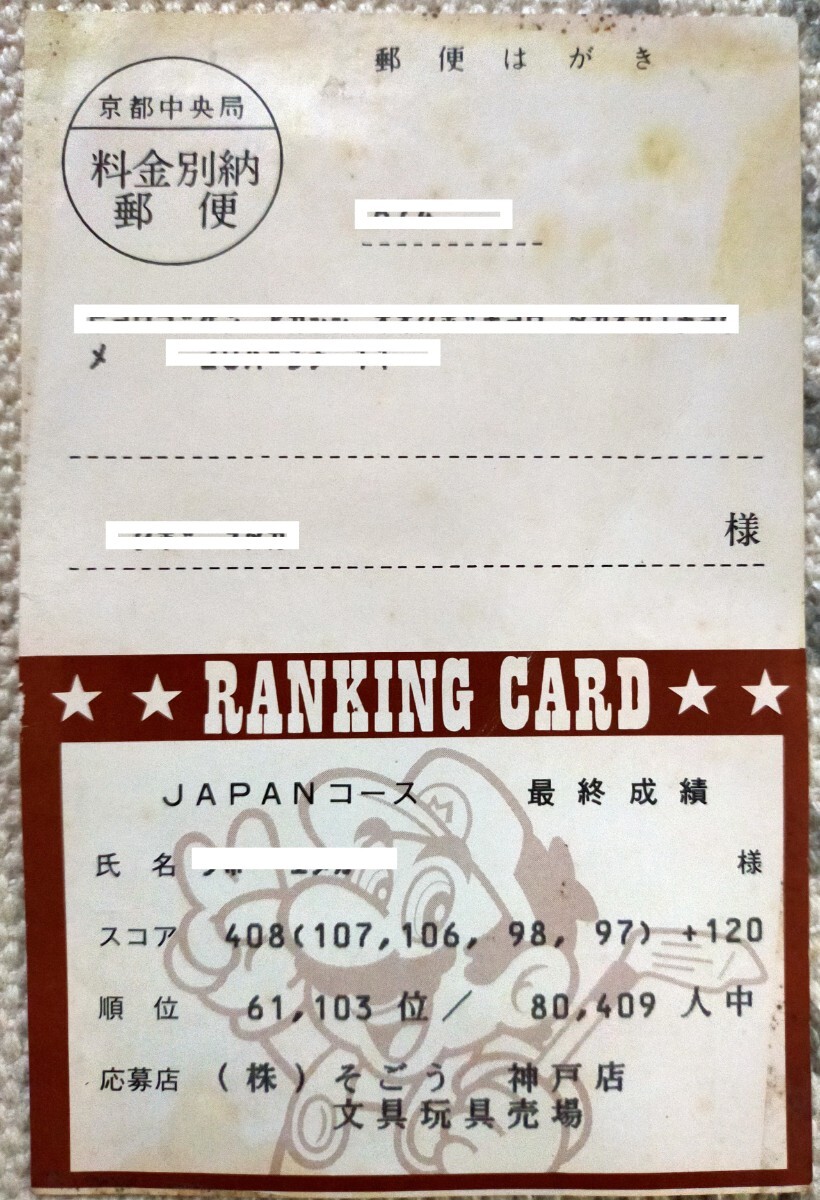 郵便はがき
京都中央局
料金別納
郵便
メ
様
★ ★ RANKING CARD ★ ★
JAPANコース 最終成績
氏名 様
スコア 408(107,106, 98, 97) +120
順位 61,103 位／ 80,409 人中
応募店 (株) そごう 神戸店
文具玩具売場